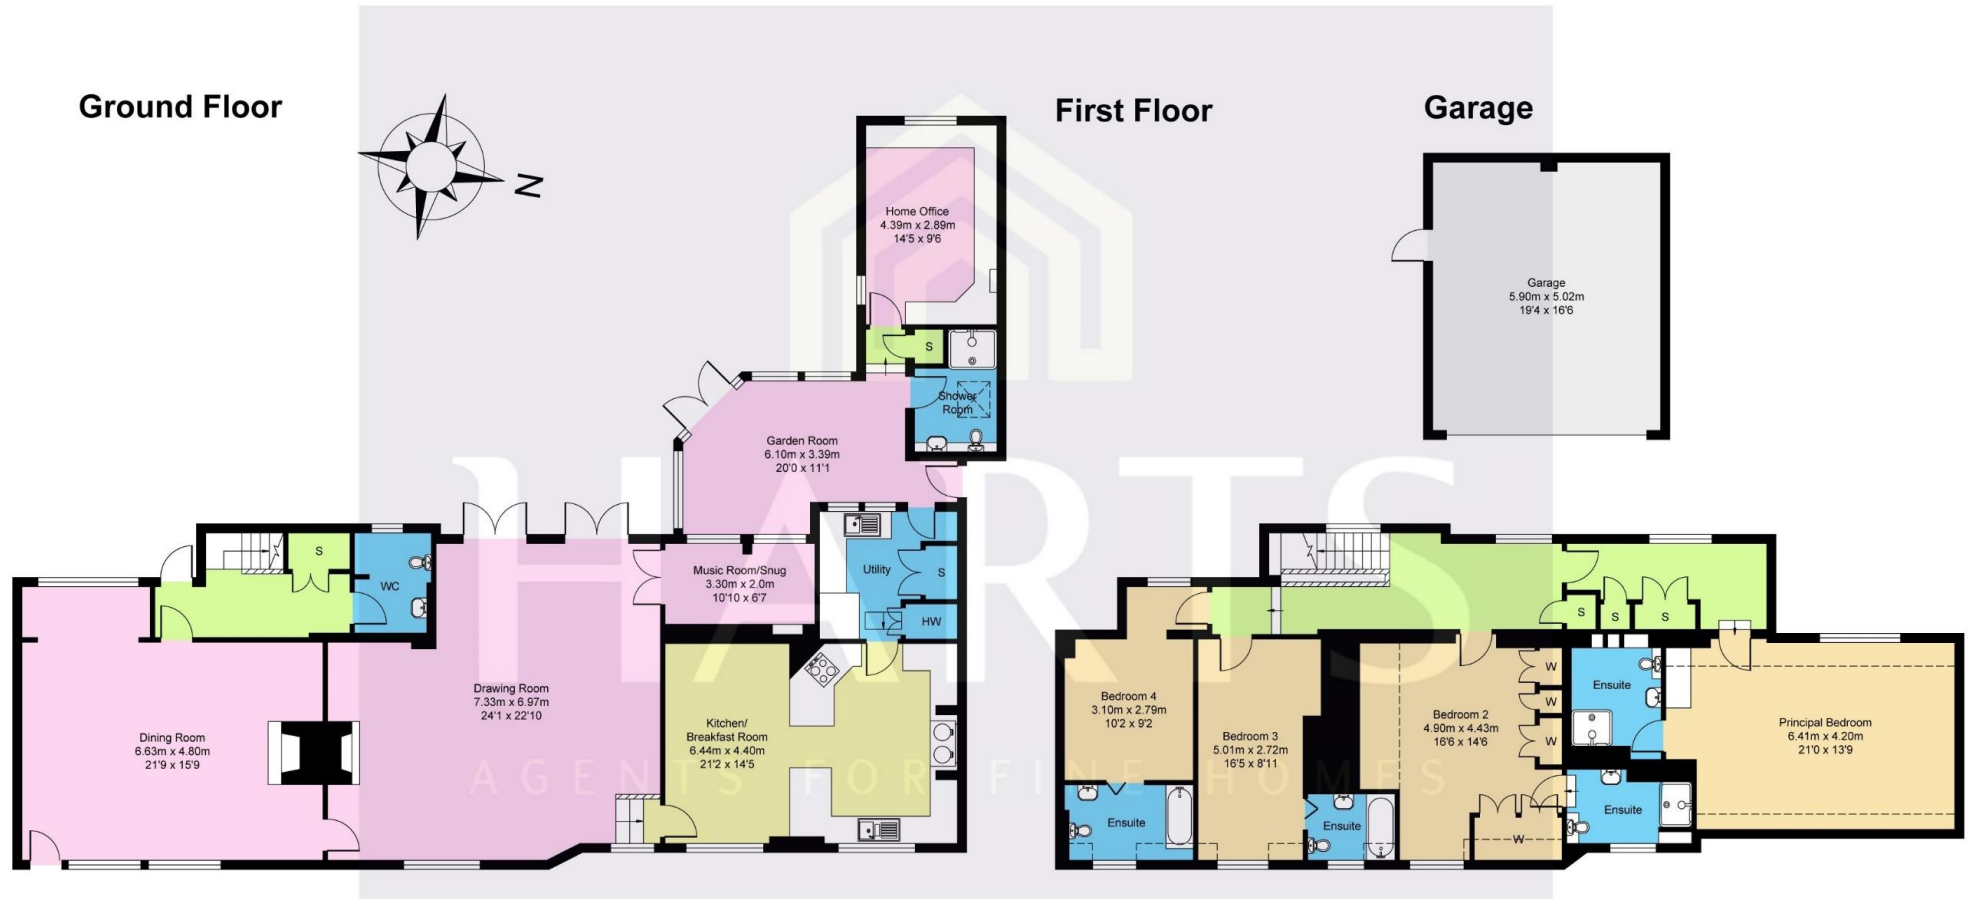 Ground Floor
N
Home Office
4.39m x 2.89m
14'5 x 9'6
S
Shower
Room
Garden Room
6.10m x 3.39m
20'0 x 11'1
S
WC
Music Room/Snug
3.30m x 2.0m
10'10 x 6'7
Utility
S
HW
Drawing Room
7.33m x 6.97m
24'1 x 22'10
Dining Room
6.63m x 4.80m
21'9 x 15'9
Kitchen/
Breakfast Room
6.44m x 4.40m
21'2 x 14'5
First Floor
S
S
S
Bedroom 4
3.10m x 2.79m
10'2 x 9'2
Bedroom 3
5.01m x 2.72m
16'5 x 8'11
Bedroom 2
4.90m x 4.43m
16'6 x 14'6
W
W
W
W
Ensuite
Principal Bedroom
6.41m x 4.20m
21'0 x 13'9
Ensuite
Ensuite
Ensuite
Garage
Garage
5.90m x 5.02m
19'4 x 16'6
HARTS
AGENTS FOR FINE HOMES